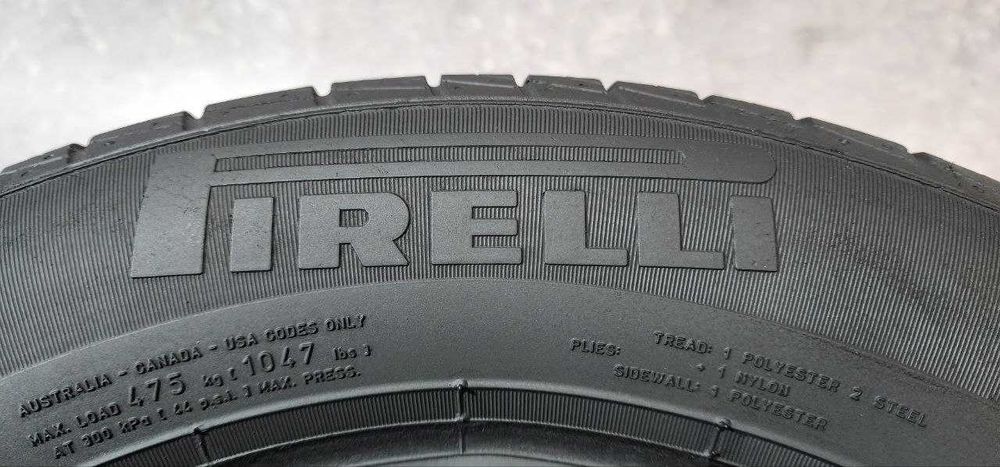 PIRELLI
AUSTRALIA - CANADA - USA CODES ONLY
MAX. LOAD 475 kg ( 1047 lbs )
AT 300 kPa ( 44 p.s.i. ) MAX. PRESS.
PLIES: TREAD: 1 POLYESTER 2 STEEL
+ 1 NYLON
SIDEWALL: 1 POLYESTER